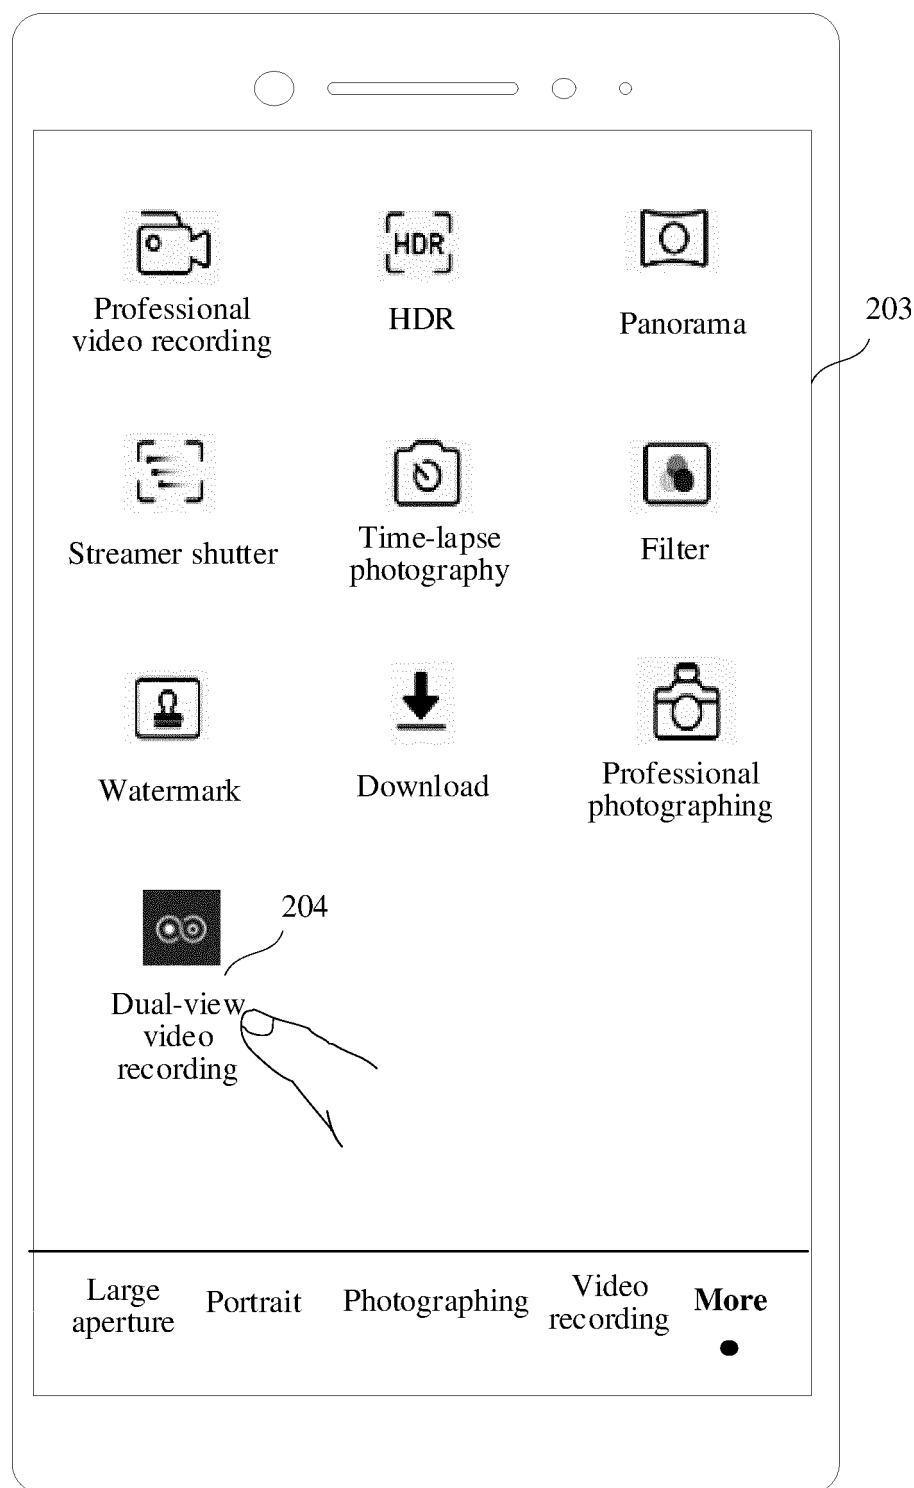 HDR
Professional
video recording
HDR
Panorama
203
Streamer shutter
Time-lapse
photography
Filter
Watermark
Download
Professional
photographing
204
Dual-view
video
recording
Large
aperture
Portrait
Photographing
Video
recording
More